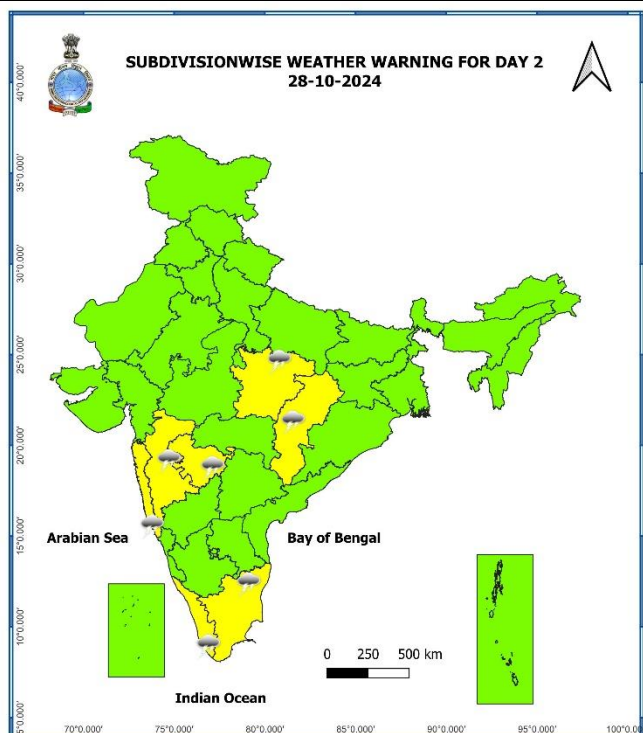 SUBDIVISIONWISE WEATHER WARNING FOR DAY 2
28-10-2024
40°0.000'
35°0.000'
30°0.000'
25°0.000'
20°0.000'
15°0.000'
10°0.000'
5°0.000'
Arabian Sea
Bay of Bengal
0 250 500 km
Indian Ocean
70°0.000' 75°0.000' 80°0.000' 85°0.000' 90°0.000' 95°0.000' 100°0.0